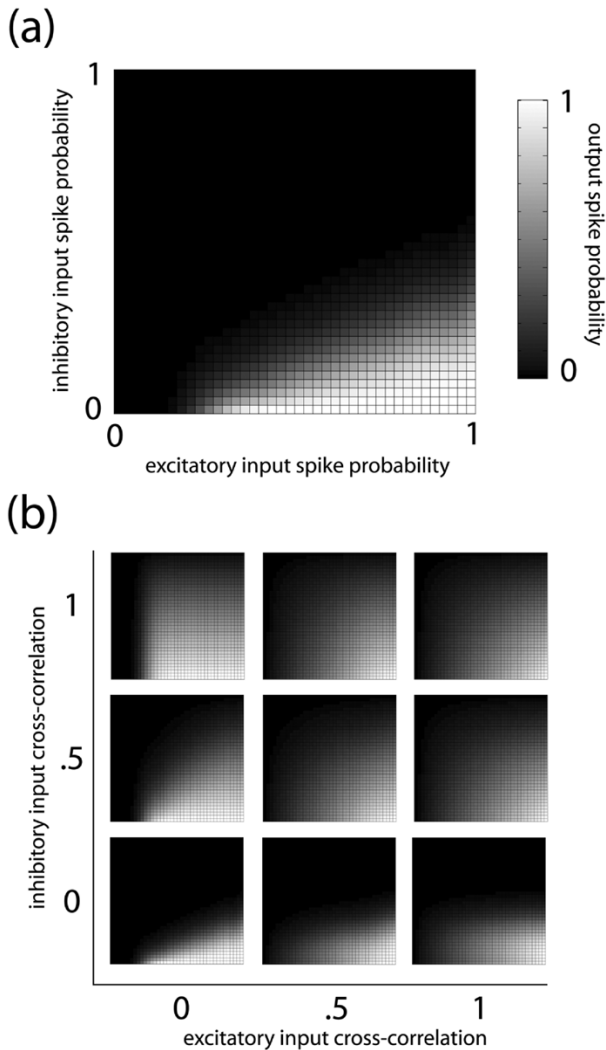 (a)
1
inhibitory input spike probability
0
0
1
excitatory input spike probability
1
output spike probability
0
(b)
1
.5
0
inhibitory input cross-correlation
0
.5
1
excitatory input cross-correlation